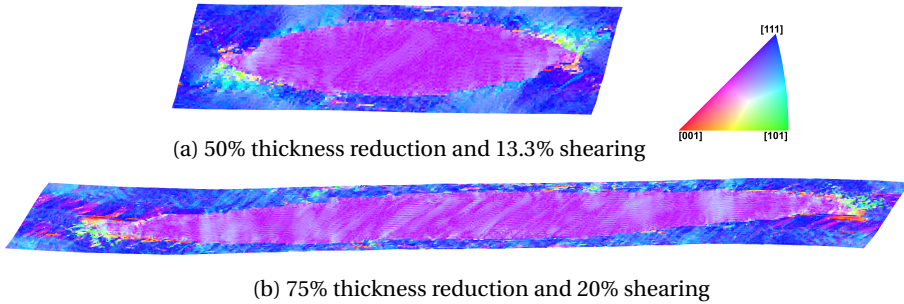 [111]
[001]
[101]
(a) 50% thickness reduction and 13.3% shearing
(b) 75% thickness reduction and 20% shearing